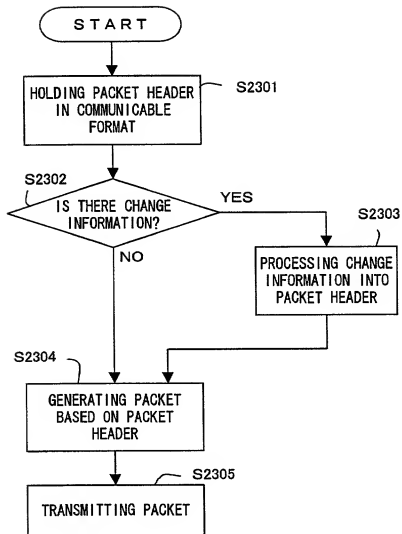 START
HOLDING PACKET HEADER
IN COMMUNICABLE
FORMAT
S2301
S2302
IS THERE CHANGE
INFORMATION?
YES
NO
S2303
PROCESSING CHANGE
INFORMATION INTO
PACKET HEADER
S2304
GENERATING PACKET
BASED ON PACKET
HEADER
S2305
TRANSMITTING PACKET